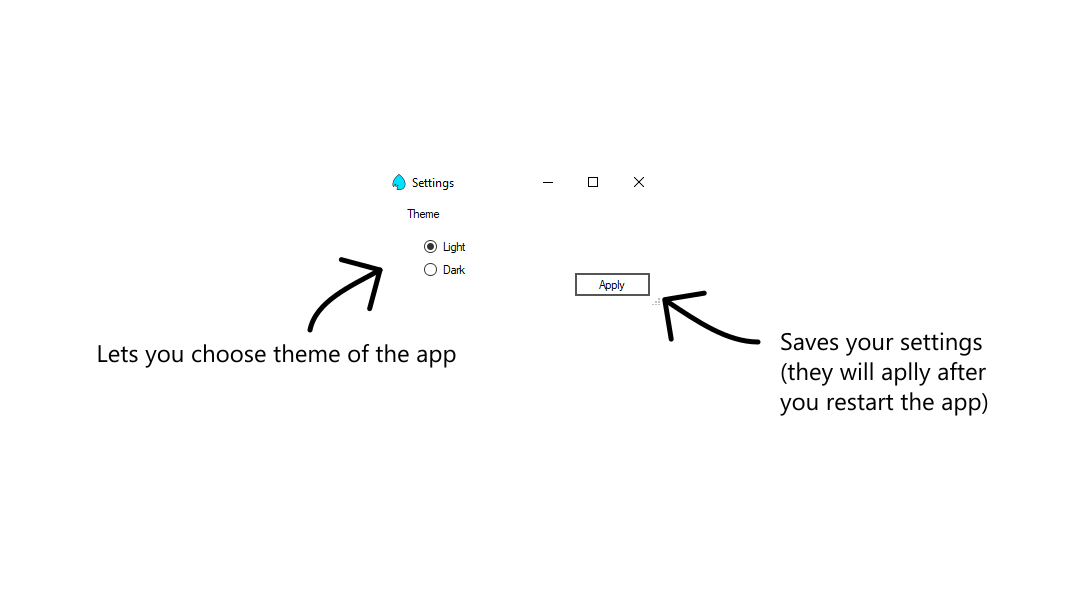 Settings
Theme
Light
Dark
Apply
Lets you choose theme of the app
Saves your settings
(they will aplly after
you restart the app)